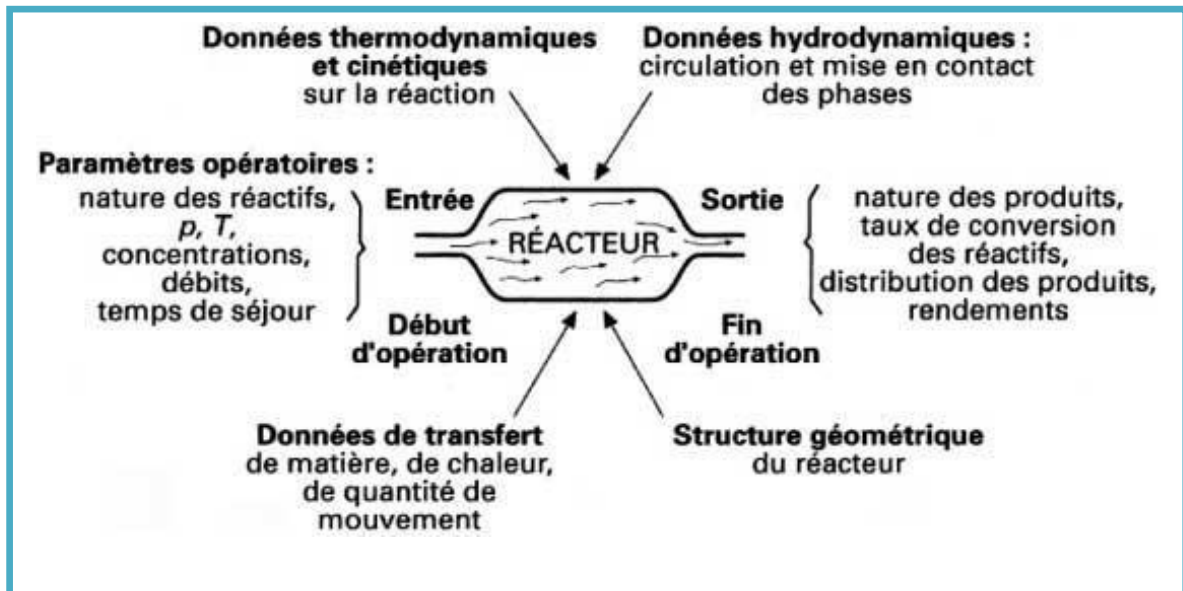 Données thermodynamiques
et cinétiques
sur la réaction
Données hydrodynamiques :
circulation et mise en contact
des phases
Paramètres opératoires :
nature des réactifs,
p, T,
concentrations,
débits,
temps de séjour
Entrée
Début
d'opération
RÉACTEUR
Sortie
Fin
d'opération
nature des produits,
taux de conversion
des réactifs,
distribution des produits,
rendements
Données de transfert
de matière, de chaleur,
de quantité de
mouvement
Structure géométrique
du réacteur